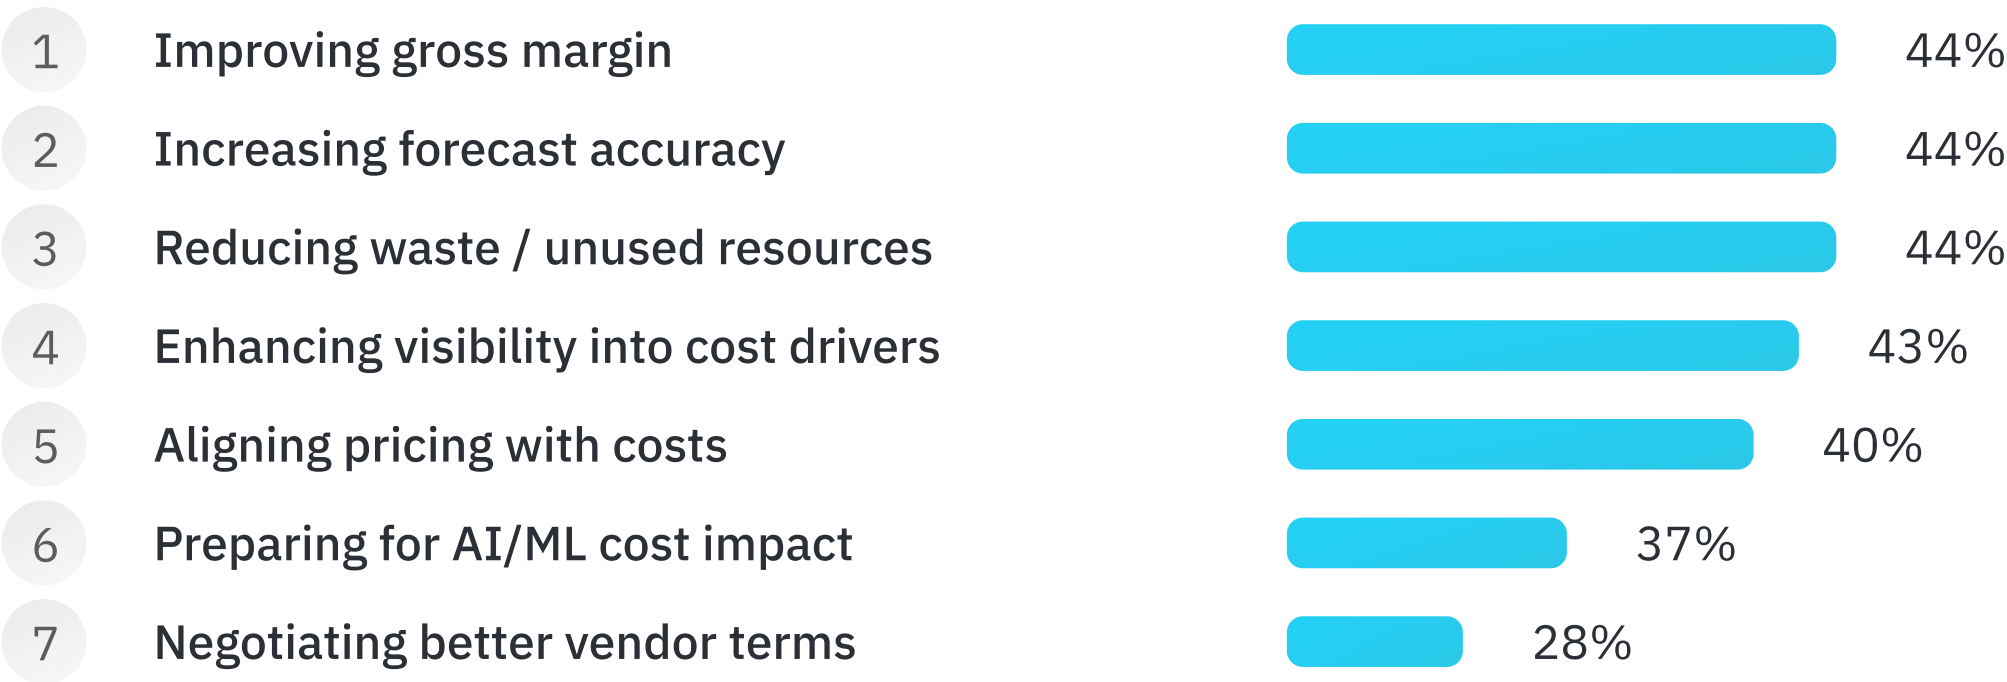 1 Improving gross margin 44%
2 Increasing forecast accuracy 44%
3 Reducing waste / unused resources 44%
4 Enhancing visibility into cost drivers 43%
5 Aligning pricing with costs 40%
6 Preparing for AI/ML cost impact 37%
7 Negotiating better vendor terms 28%